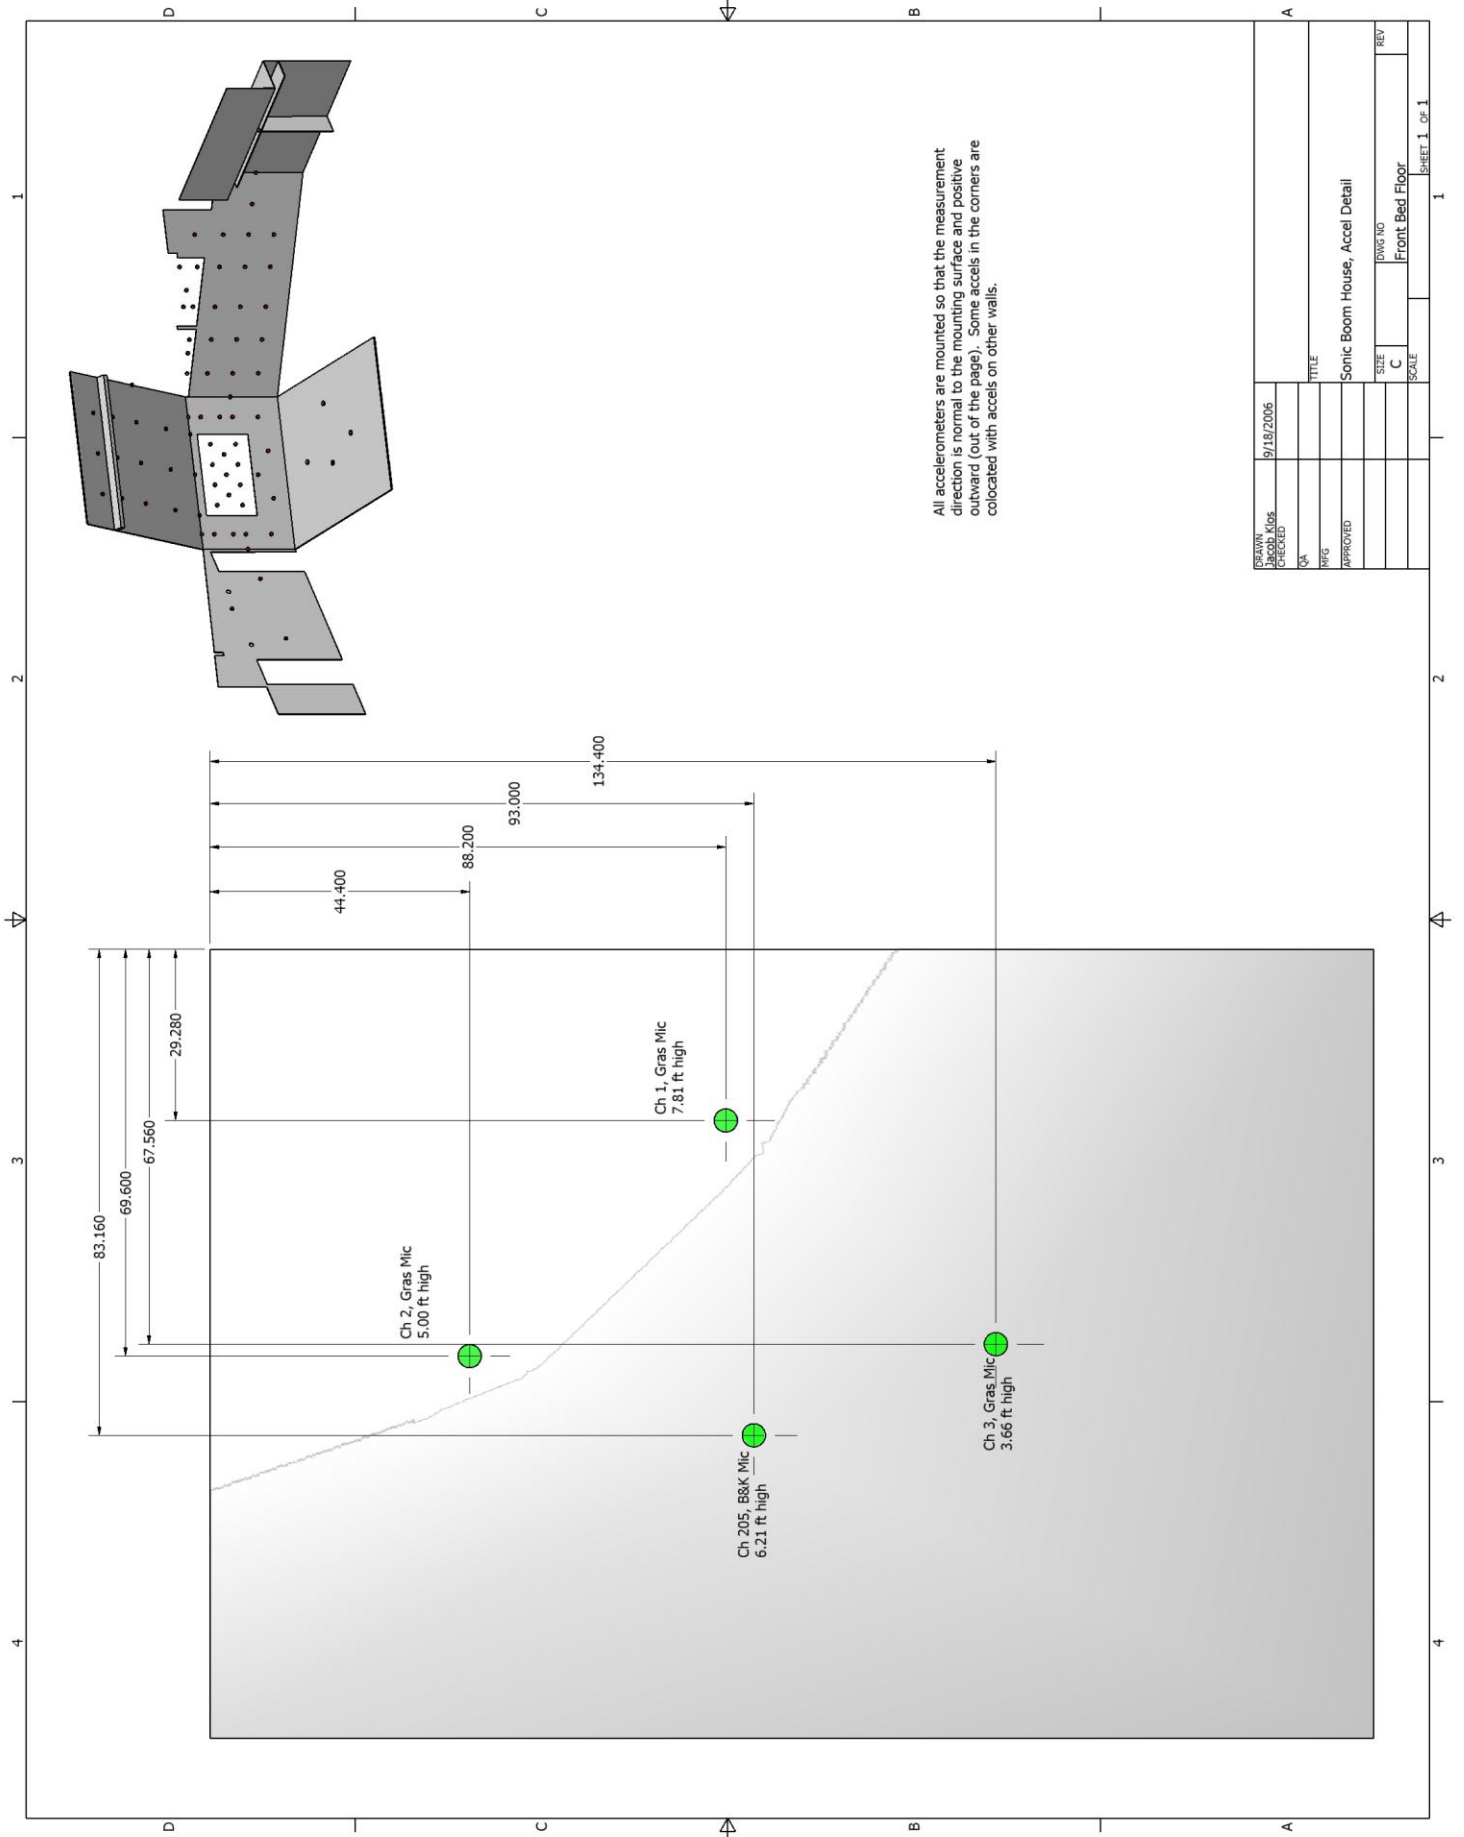 4
3
2
1
D
C
B
A
D
C
B
A
4
3
2
1
83.160
69.600
67.560
29.280
44.400
88.200
93.000
134.400
Ch 2, Gras Mic
5.00 ft high
Ch 1, Gras Mic
7.81 ft high
Ch 205, B&K Mic
6.21 ft high
Ch 3, Gras Mic
3.66 ft high
All accelerometers are mounted so that the measurement
direction is normal to the mounting surface and positive
outward (out of the page). Some accels in the corners are
colocated with accels on other walls.
DRAWN
Jacob Klos
9/18/2006
CHECKED
QA
MFG
APPROVED
TITLE
Sonic Boom House, Accel Detail
SIZE
C
DWG NO
Front Bed Floor
REV
SCALE
SHEET 1 OF 1